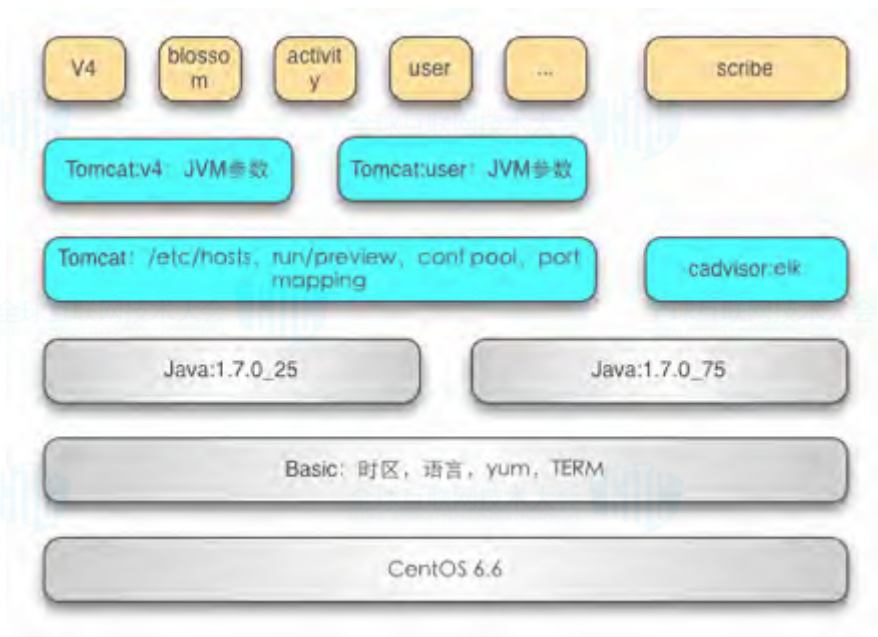 V4
blosso
m
activit
y
user
...
scribe
Tomcat:v4：JVM参数
Tomcat:user：JVM参数
Tomcat：/etc/hosts，run/preview，conf pool，port
mapping
cadvisor:elk
Java:1.7.0_25
Java:1.7.0_75
Basic：时区，语言，yum，TERM
CentOS 6.6